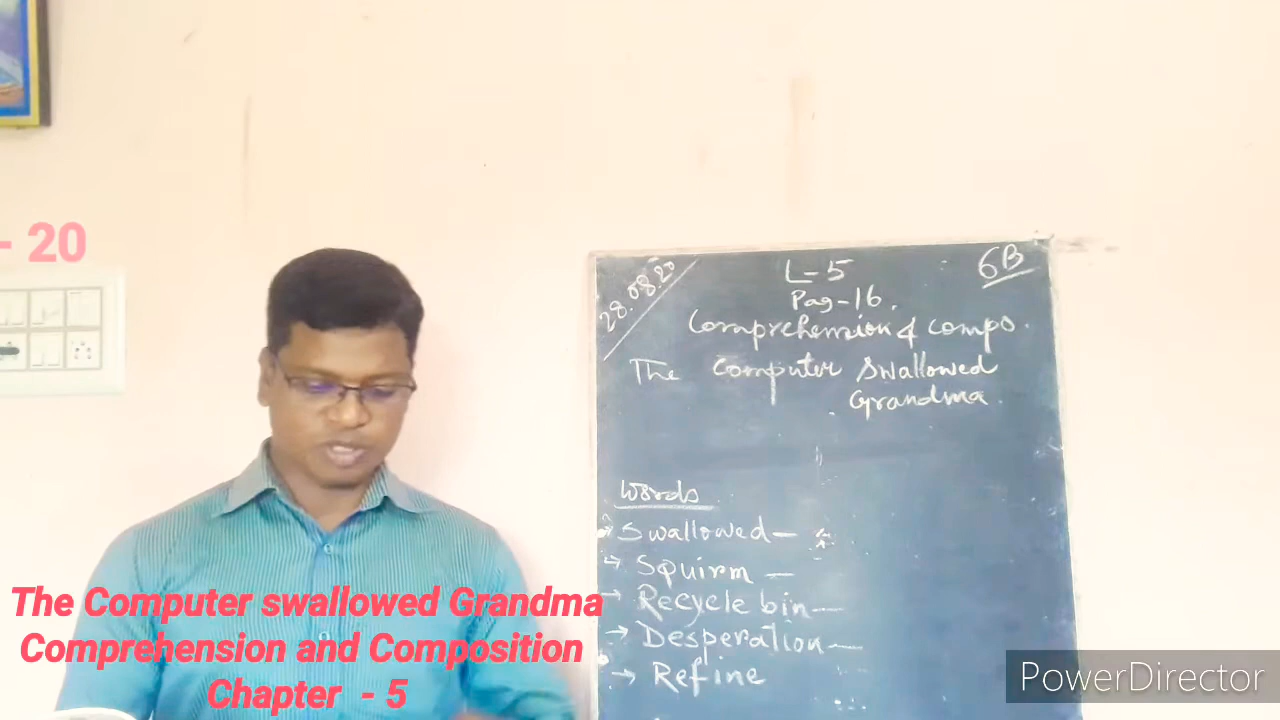 - 20
28.08.20
L-5
6B
Pag-16.
Comprehension & compo.
The Computer Swallowed
Grandma.
Words
Swallowed -
→ Squirm -
→ Recycle bin -
→ Desperation -
→ Refine
The Computer swallowed Grandma
Comprehension and Composition
Chapter - 5
PowerDirector